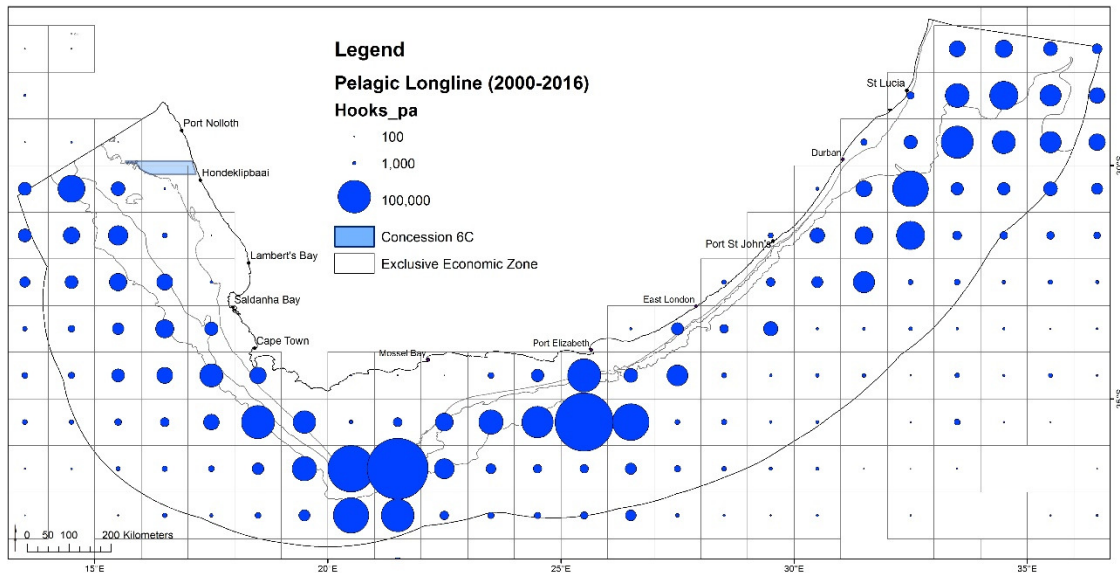 Legend
Pelagic Longline (2000-2016)
Hooks_pa
100
1,000
100,000
Concession 6C
Exclusive Economic Zone
Port Nolloth
Hondeklipbaai
Lambert's Bay
Saldanha Bay
Cape Town
Mossel Bay
Port Elizabeth
East London
Port St John's
Durban
St Lucia
30°S
35°S
0 50 100 200 Kilometers
15°E
20°E
25°E
30°E
35°E